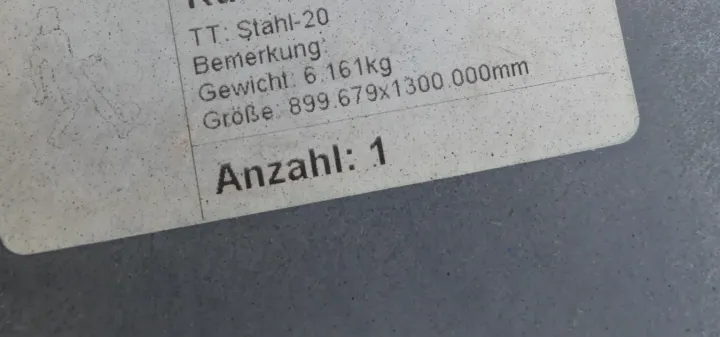 TT: Stahl-20
Bemerkung:
Gewicht: 6.161kg
Größe: 899.679x1300.000mm
Anzahl: 1